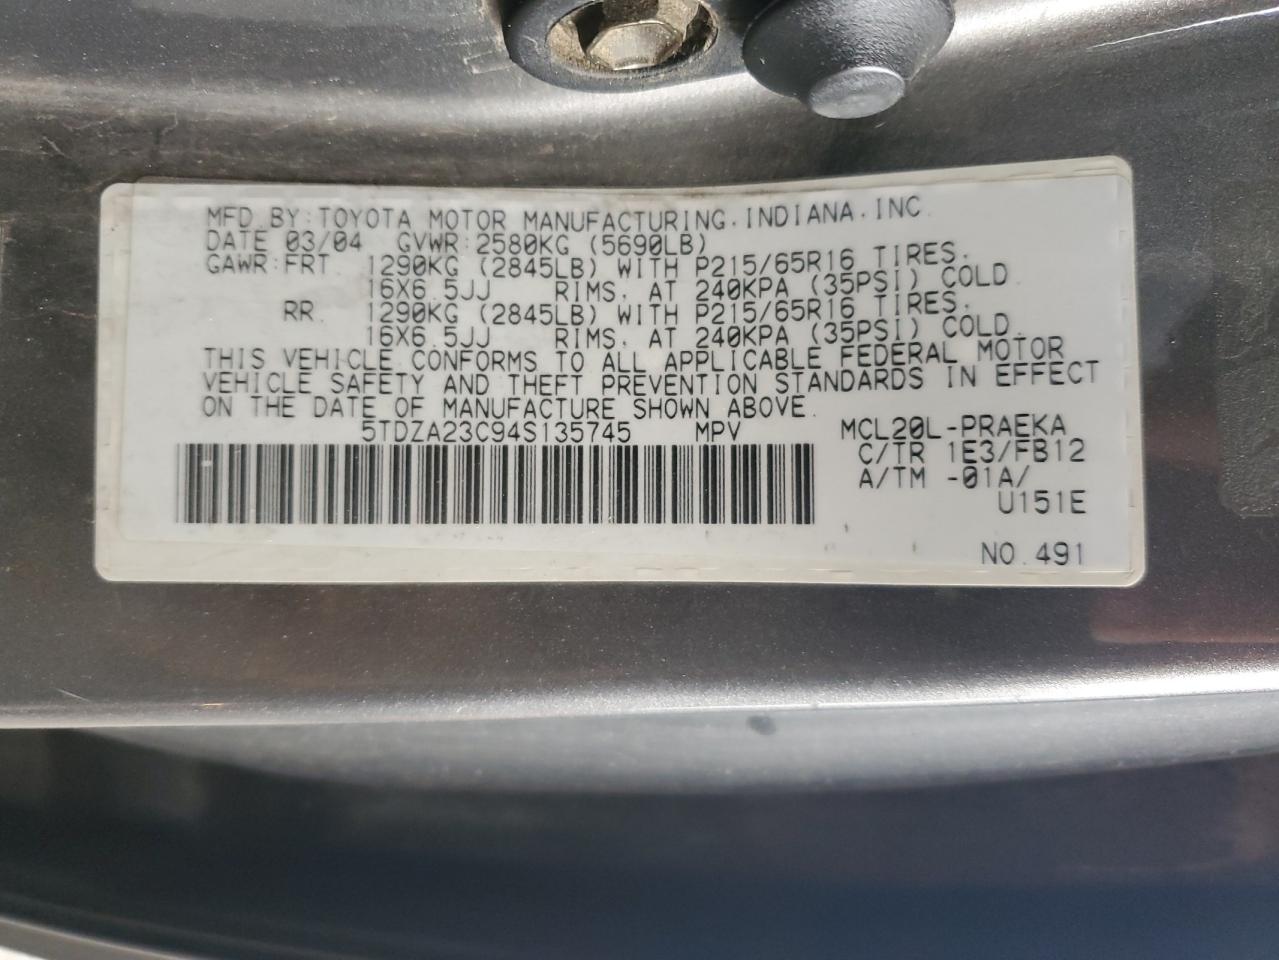 MFD. BY: TOYOTA MOTOR MANUFACTURING, INDIANA, INC.
DATE 03/04 GVWR: 2580KG (5690LB)
GAWR: FRT 1290KG (2845LB) WITH P215/65R16 TIRES,
16X6.5JJ RIMS, AT 240KPA (35PSI) COLD.
RR 1290KG (2845LB) WITH P215/65R16 TIRES,
16X6.5JJ RIMS, AT 240KPA (35PSI) COLD.
THIS VEHICLE CONFORMS TO ALL APPLICABLE FEDERAL MOTOR
VEHICLE SAFETY AND THEFT PREVENTION STANDARDS IN EFFECT
ON THE DATE OF MANUFACTURE SHOWN ABOVE.
5TDZA23C94S135745 MPV MCL20L-PRAEKA
C/TR 1E3/FB12
A/TM -01A/
U151E
NO.491